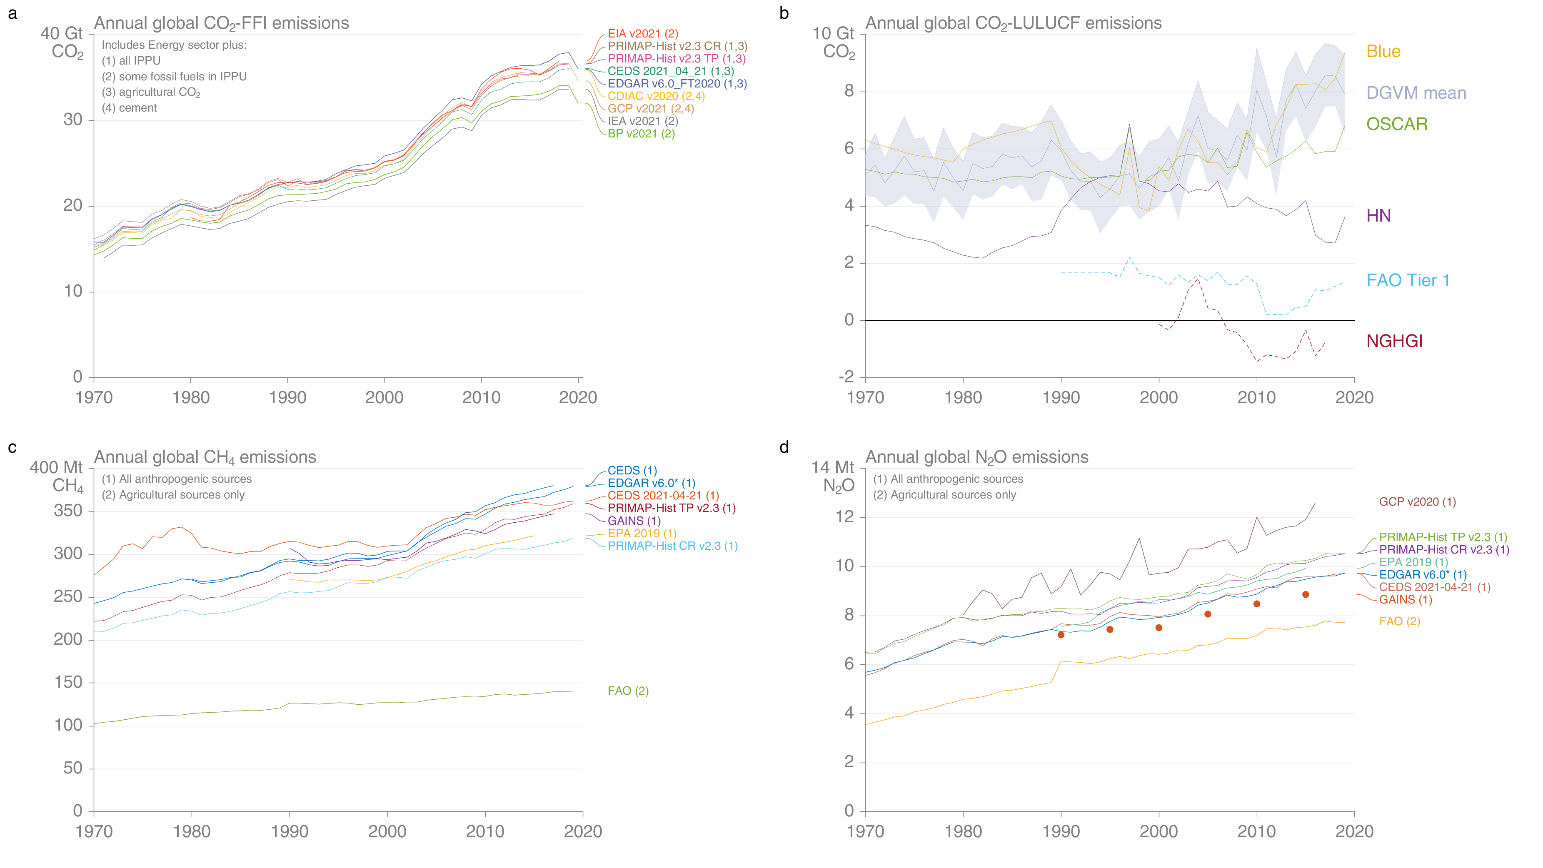 a
Annual global CO₂-FFI emissions
40 Gt
CO₂
30
20
10
0
Includes Energy sector plus:
(1) all IPPU
(2) some fossil fuels in IPPU
(3) agricultural CO₂
(4) cement
EIA v2021 (2)
PRIMAP-Hist v2.3 CR (1,3)
PRIMAP-Hist v2.3 TP (1,3)
CEDS 2021_04_21 (1,3)
EDGAR v6.0_FT2020 (1,3)
CDIAC v2020 (2,4)
GCP v2021 (2,4)
IEA v2021 (2)
BP v2021 (2)
1970 1980 1990 2000 2010 2020
b
Annual global CO₂-LULUCF emissions
10 Gt
CO₂
8
6
4
2
0
-2
Blue
DGVM mean
OSCAR
HN
FAO Tier 1
NGHGI
1970 1980 1990 2000 2010 2020
c
Annual global CH₄ emissions
400 Mt
CH₄
350
300
250
200
150
100
50
0
(1) All anthropogenic sources
(2) Agricultural sources only
CEDS (1)
EDGAR v6.0* (1)
CEDS 2021-04-21 (1)
PRIMAP-Hist TP v2.3 (1)
GAINS (1)
EPA 2019 (1)
PRIMAP-Hist CR v2.3 (1)
FAO (2)
1970 1980 1990 2000 2010 2020
d
Annual global N₂O emissions
14 Mt
N₂O
12
10
8
6
4
2
0
(1) All anthropogenic sources
(2) Agricultural sources only
GCP v2020 (1)
PRIMAP-Hist TP v2.3 (1)
PRIMAP-Hist CR v2.3 (1)
EPA 2019 (1)
EDGAR v6.0* (1)
CEDS 2021-04-21 (1)
GAINS (1)
FAO (2)
1970 1980 1990 2000 2010 2020